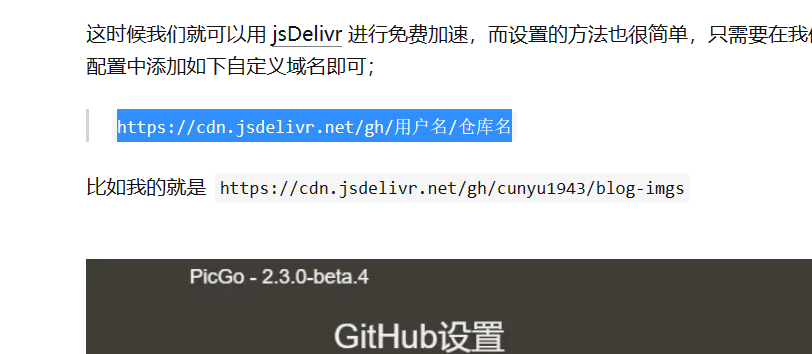 这时候我们就可以用 jsDelivr 进行免费加速，而设置的方法也很简单，只需要在我
配置中添加如下自定义域名即可；
https://cdn.jsdelivr.net/gh/用户名/仓库名
比如我的就是 https://cdn.jsdelivr.net/gh/cunyu1943/blog-imgs
PicGo - 2.3.0-beta.4
GitHub设置